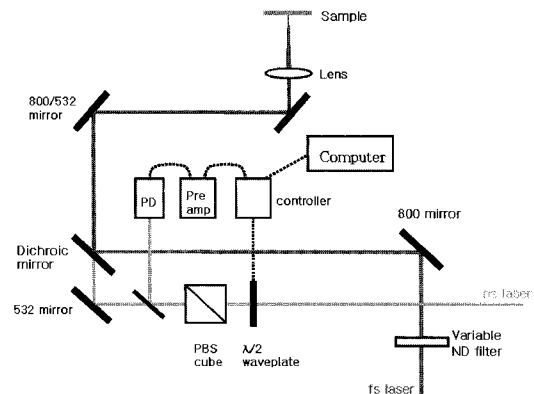 Sample
Lens
800/532
mirror
Computer
PD
Pre
amp
controller
800 mirror
Dichroic
mirror
532 mirror
ns laser
PBS
cube
λ/2
waveplate
Variable
ND filter
fs laser